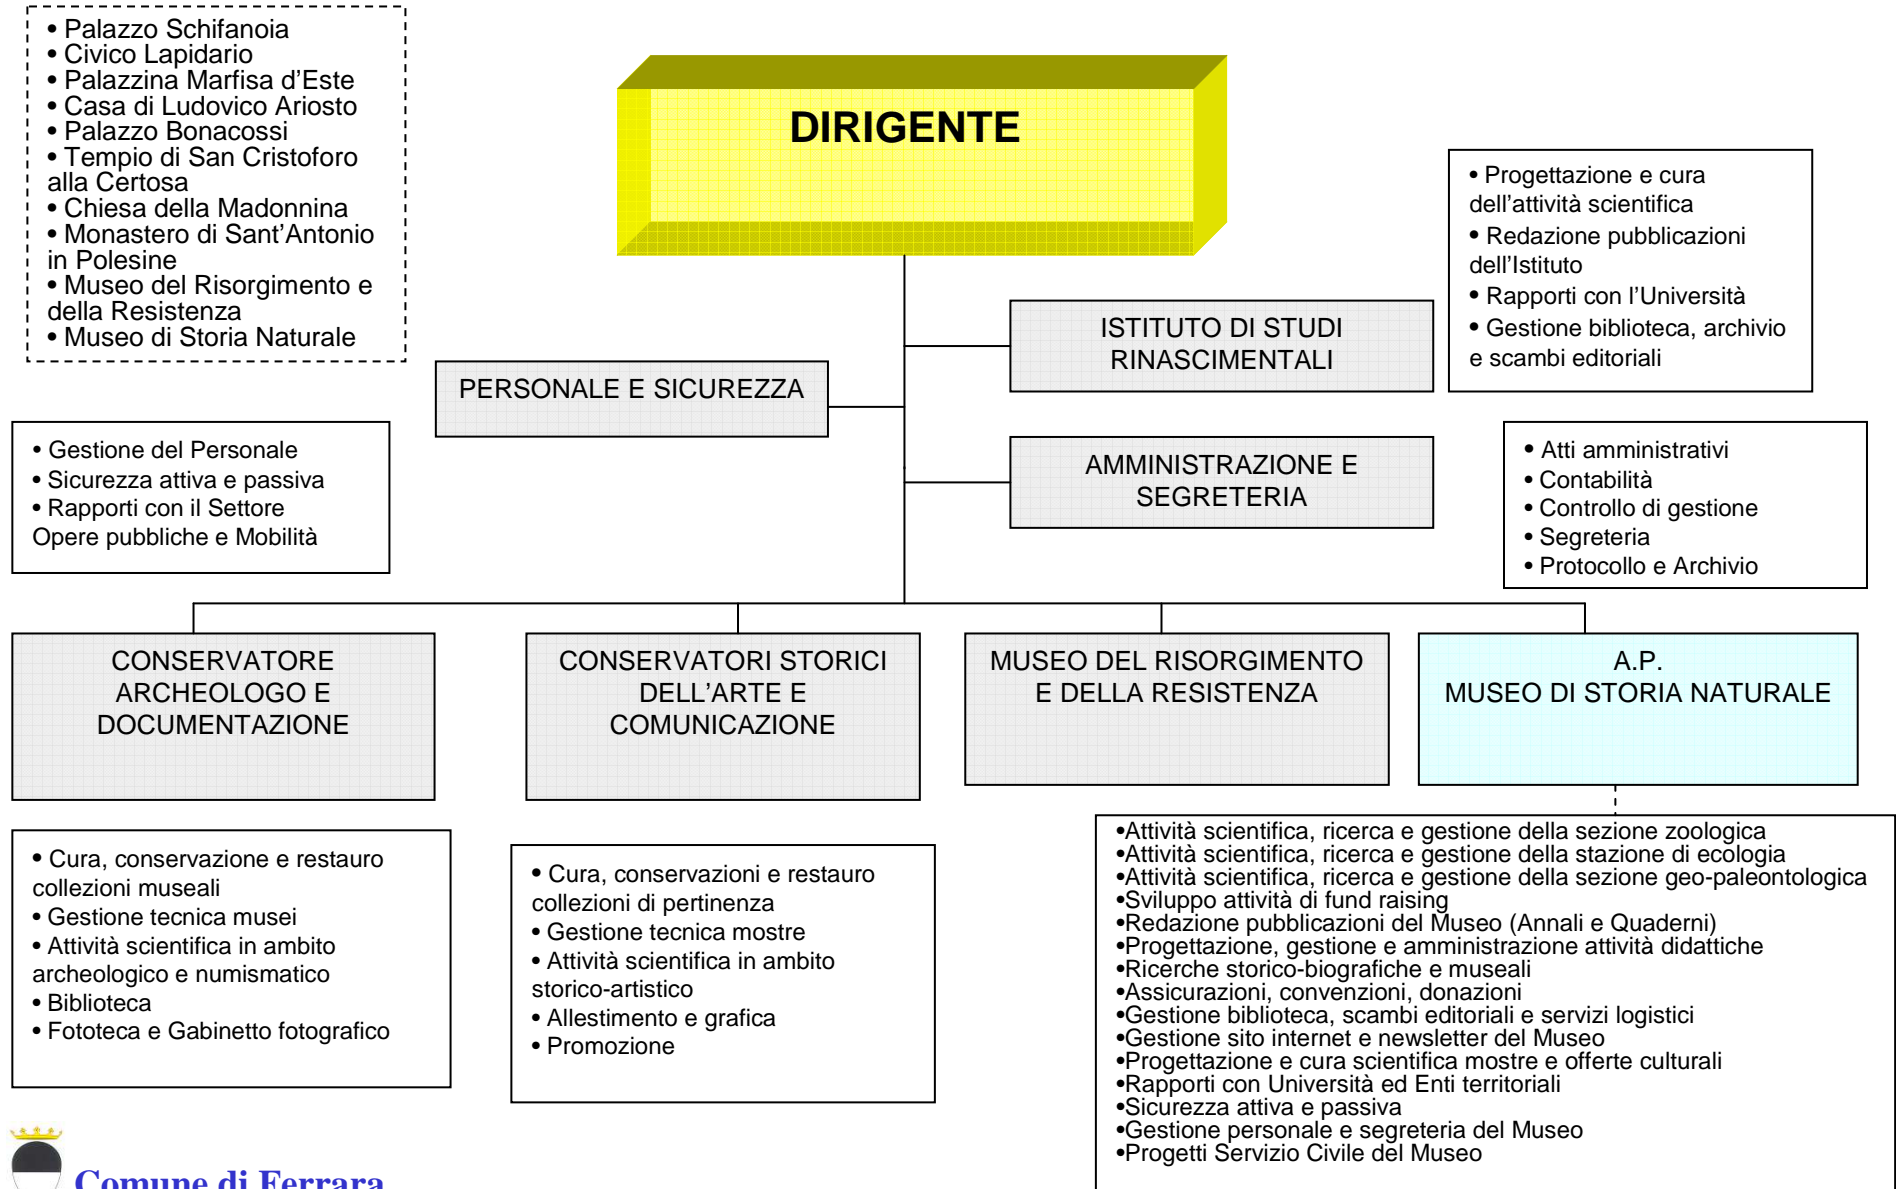 • Palazzo Schifanoia
• Civico Lapidario
• Palazzina Marfisa d’Este
• Casa di Ludovico Ariosto
• Palazzo Bonacossi
• Tempio di San Cristoforo
alla Certosa
• Chiesa della Madonnina
• Monastero di Sant’Antonio
in Polesine
• Museo del Risorgimento e
della Resistenza
• Museo di Storia Naturale
DIRIGENTE
• Progettazione e cura
dell’attività scientifica
• Redazione pubblicazioni
dell’Istituto
• Rapporti con l’Università
• Gestione biblioteca, archivio
e scambi editoriali
ISTITUTO DI STUDI
RINASCIMENTALI
PERSONALE E SICUREZZA
• Gestione del Personale
• Sicurezza attiva e passiva
• Rapporti con il Settore
Opere pubbliche e Mobilità
AMMINISTRAZIONE E
SEGRETERIA
• Atti amministrativi
• Contabilità
• Controllo di gestione
• Segreteria
• Protocollo e Archivio
CONSERVATORE
ARCHEOLOGO E
DOCUMENTAZIONE
CONSERVATORI STORICI
DELL’ARTE E
COMUNICAZIONE
MUSEO DEL RISORGIMENTO
E DELLA RESISTENZA
A.P.
MUSEO DI STORIA NATURALE
• Cura, conservazione e restauro
collezioni museali
• Gestione tecnica musei
• Attività scientifica in ambito
archeologico e numismatico
• Biblioteca
• Fototeca e Gabinetto fotografico
• Cura, conservazioni e restauro
collezioni di pertinenza
• Gestione tecnica mostre
• Attività scientifica in ambito
storico-artistico
• Allestimento e grafica
• Promozione
•Attività scientifica, ricerca e gestione della sezione zoologica
•Attività scientifica, ricerca e gestione della stazione di ecologia
•Attività scientifica, ricerca e gestione della sezione geo-paleontologica
•Sviluppo attività di fund raising
•Redazione pubblicazioni del Museo (Annali e Quaderni)
•Progettazione, gestione e amministrazione attività didattiche
•Ricerche storico-biografiche e museali
•Assicurazioni, convenzioni, donazioni
•Gestione biblioteca, scambi editoriali e servizi logistici
•Gestione sito internet e newsletter del Museo
•Progettazione e cura scientifica mostre e offerte culturali
•Rapporti con Università ed Enti territoriali
•Sicurezza attiva e passiva
•Gestione personale e segreteria del Museo
•Progetti Servizio Civile del Museo
Comune di Ferrara